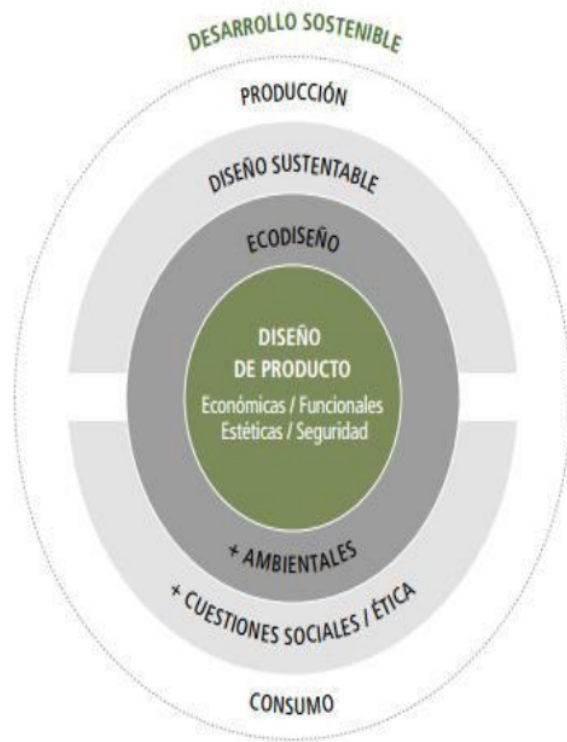 DESARROLLO SOSTENIBLE
PRODUCCIÓN
DISEÑO SUSTENTABLE
ECODISEÑO
DISEÑO
DE PRODUCTO
Económicas / Funcionales
Estéticas / Seguridad
+ AMBIENTALES
+ CUESTIONES SOCIALES / ÉTICA
CONSUMO